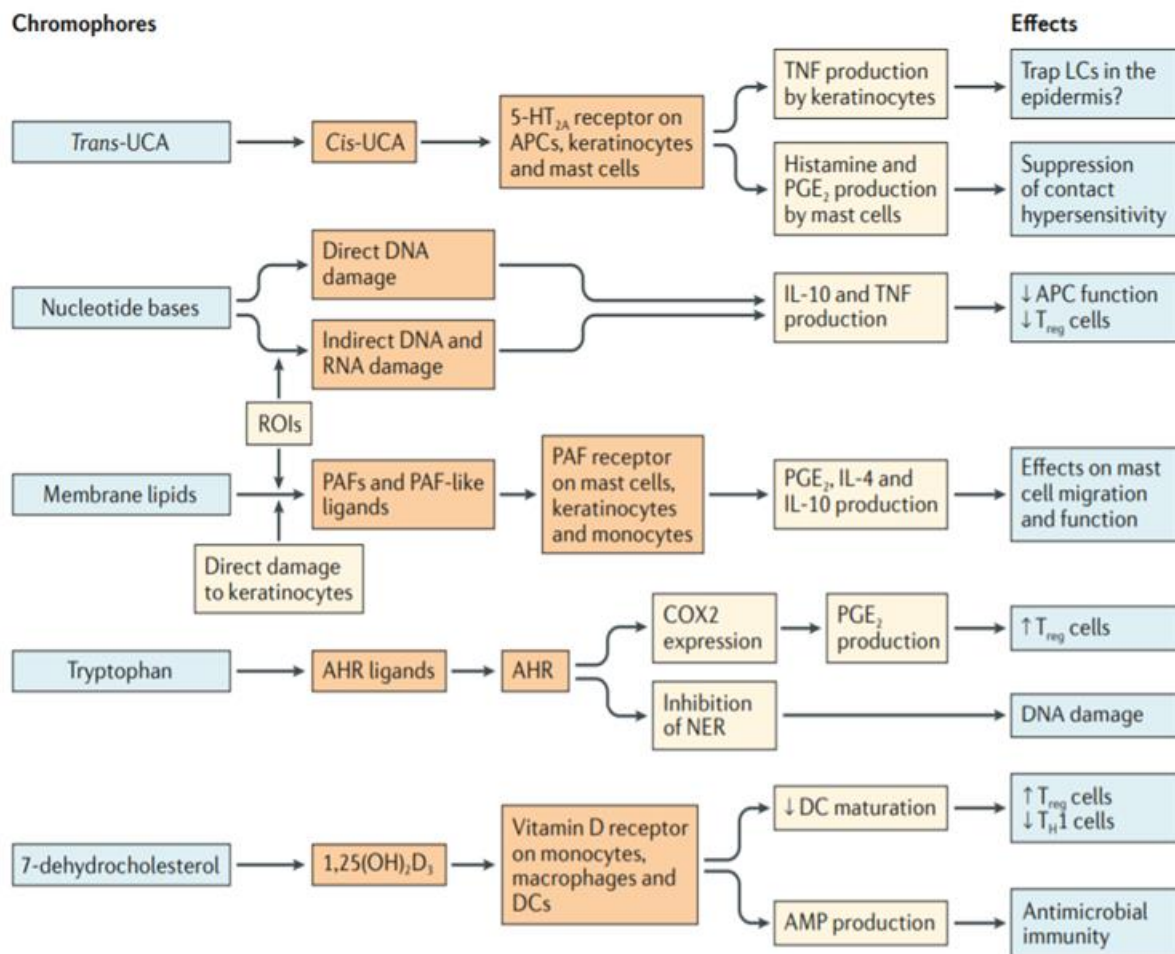 Chromophores
Effects
Trans-UCA
Cis-UCA
5-HT₂A receptor on
APCs, keratinocytes
and mast cells
TNF production
by keratinocytes
Trap LCs in the
epidermis?
Histamine and
PGE₂ production
by mast cells
Suppression
of contact
hypersensitivity
Nucleotide bases
Direct DNA
damage
Indirect DNA and
RNA damage
IL-10 and TNF
production
↓ APC function
↓ Treg cells
ROIs
Membrane lipids
PAFs and PAF-like
ligands
PAF receptor
on mast cells,
keratinocytes
and monocytes
PGE₂, IL-4 and
IL-10 production
Effects on mast
cell migration
and function
Direct damage
to keratinocytes
Tryptophan
AHR ligands
AHR
COX2
expression
PGE₂
production
↑ Treg cells
Inhibition
of NER
DNA damage
7-dehydrocholesterol
1,25(OH)₂D₃
Vitamin D receptor
on monocytes,
macrophages and
DCs
↓ DC maturation
↑ Treg cells
↓ TH1 cells
AMP production
Antimicrobial
immunity